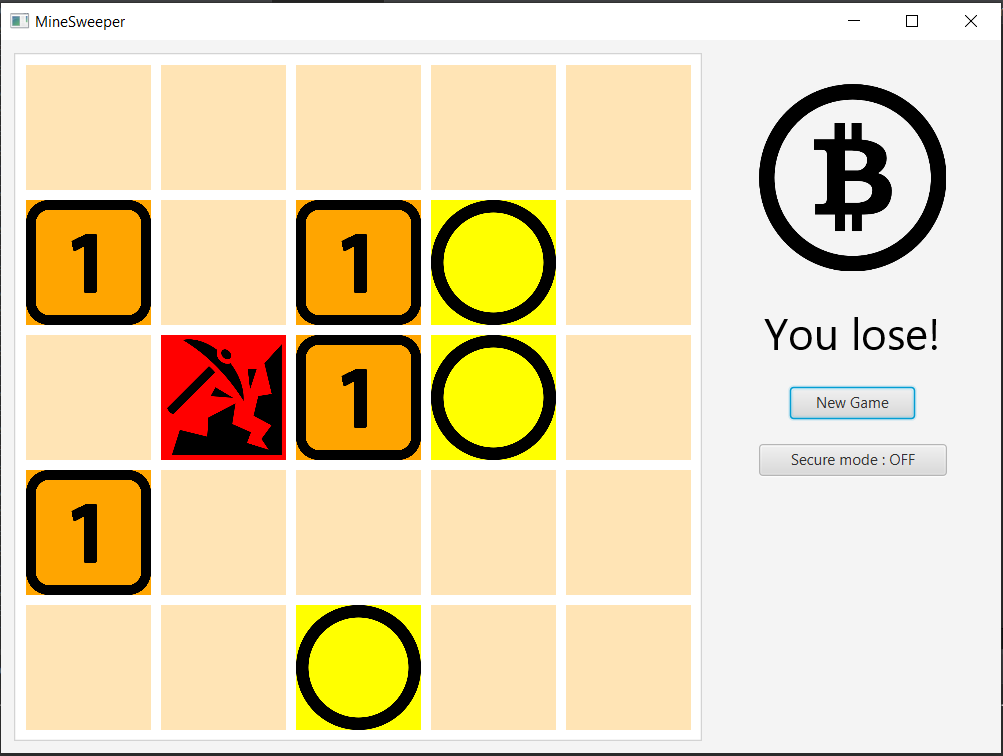 MineSweeper
1 1
1
1
You lose!
New Game
Secure mode : OFF